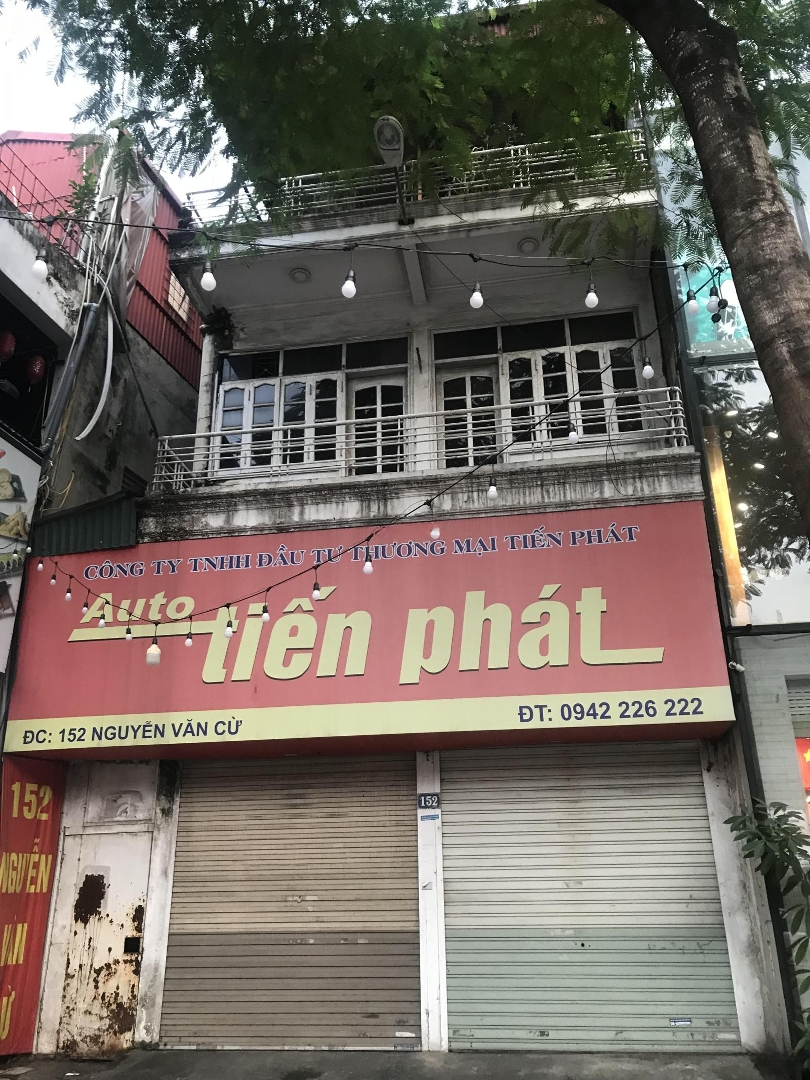 CÔNG TY TNHH ĐẦU TƯ THƯƠNG MẠI TIẾN PHÁT
Auto
tiến phát
ĐC: 152 NGUYỄN VĂN CỪ
ĐT: 0942 226 222
152
152
NGUYỄN
VĂN